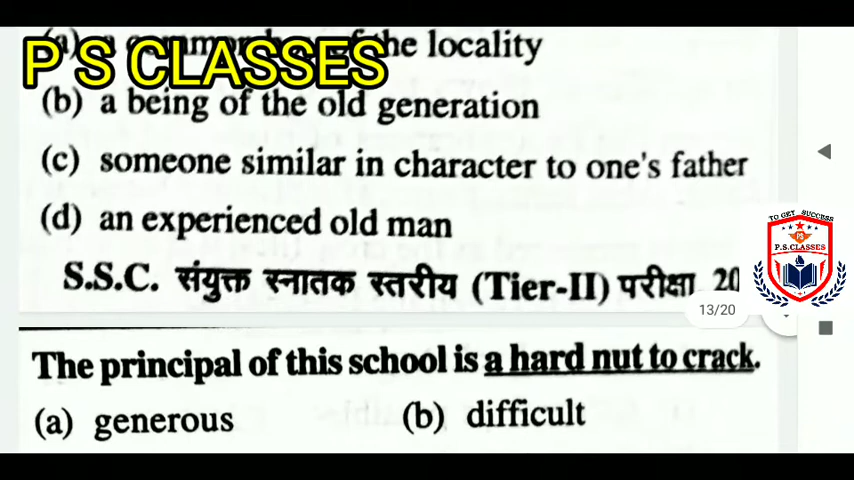 P S CLASSES
the locality
(b) a being of the old generation
(c) someone similar in character to one's father
(d) an experienced old man
S.S.C. संयुक्त स्नातक स्तरीय (Tier-II) परीक्षा 20
TO GET SUCCESS
PS
P.S.CLASSES
13/20
The principal of this school is a hard nut to crack.
(a) generous (b) difficult